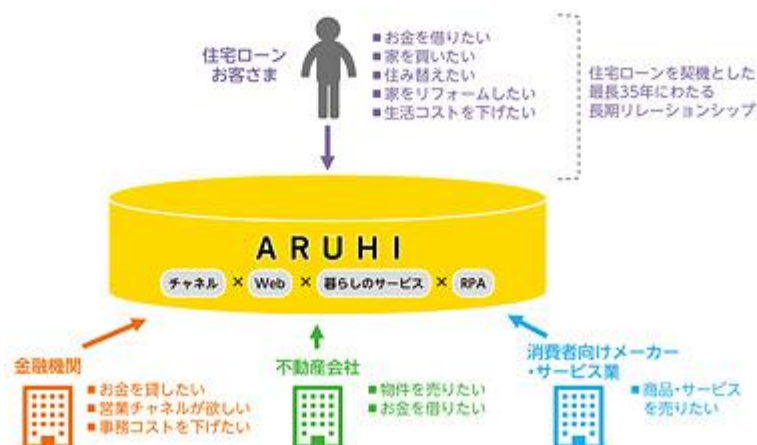 住宅ローン
お客さま
■お金を借りたい
■家を買いたい
■住み替えたい
■家をリフォームしたい
■生活コストを下げたい
住宅ローンを契機とした
最長35年にわたる
長期リレーションシップ
ARUHI
チャネル × Web × 暮らしのサービス × RPA
金融機関
■お金を貸したい
■営業チャネルが欲しい
■事務コストを下げたい
不動産会社
■物件を売りたい
■お金を借りたい
消費者向けメーカー
・サービス業
■商品・サービス
を売りたい